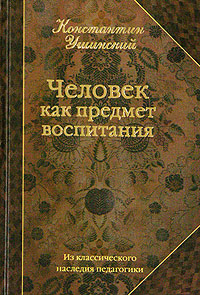 Константин
Ушинский
Человек
как предмет
воспитания
Из классического
наследия педагогики